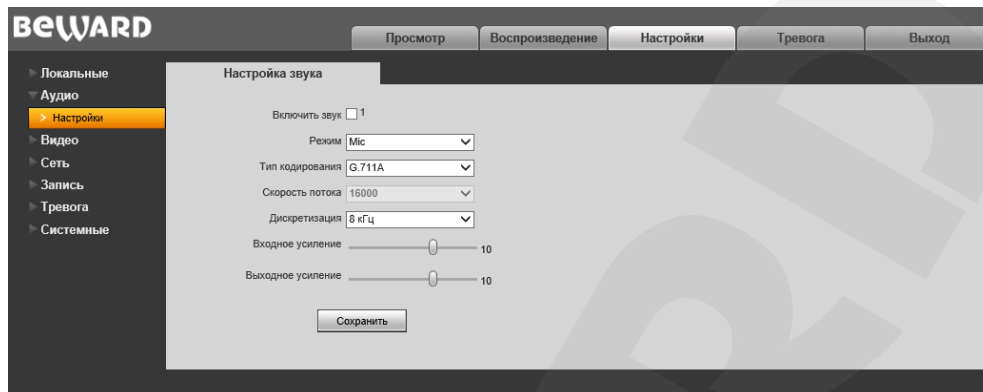 BEWARD
Просмотр Воспроизведение Настройки Тревога Выход
Локальные
Аудио
> Настройки
Видео
Сеть
Запись
Тревога
Системные
Настройка звука
Включить звук 1
Режим Mic
Тип кодирования G.711A
Скорость потока 16000
Дискретизация 8 кГц
Входное усиление 10
Выходное усиление 10
Сохранить